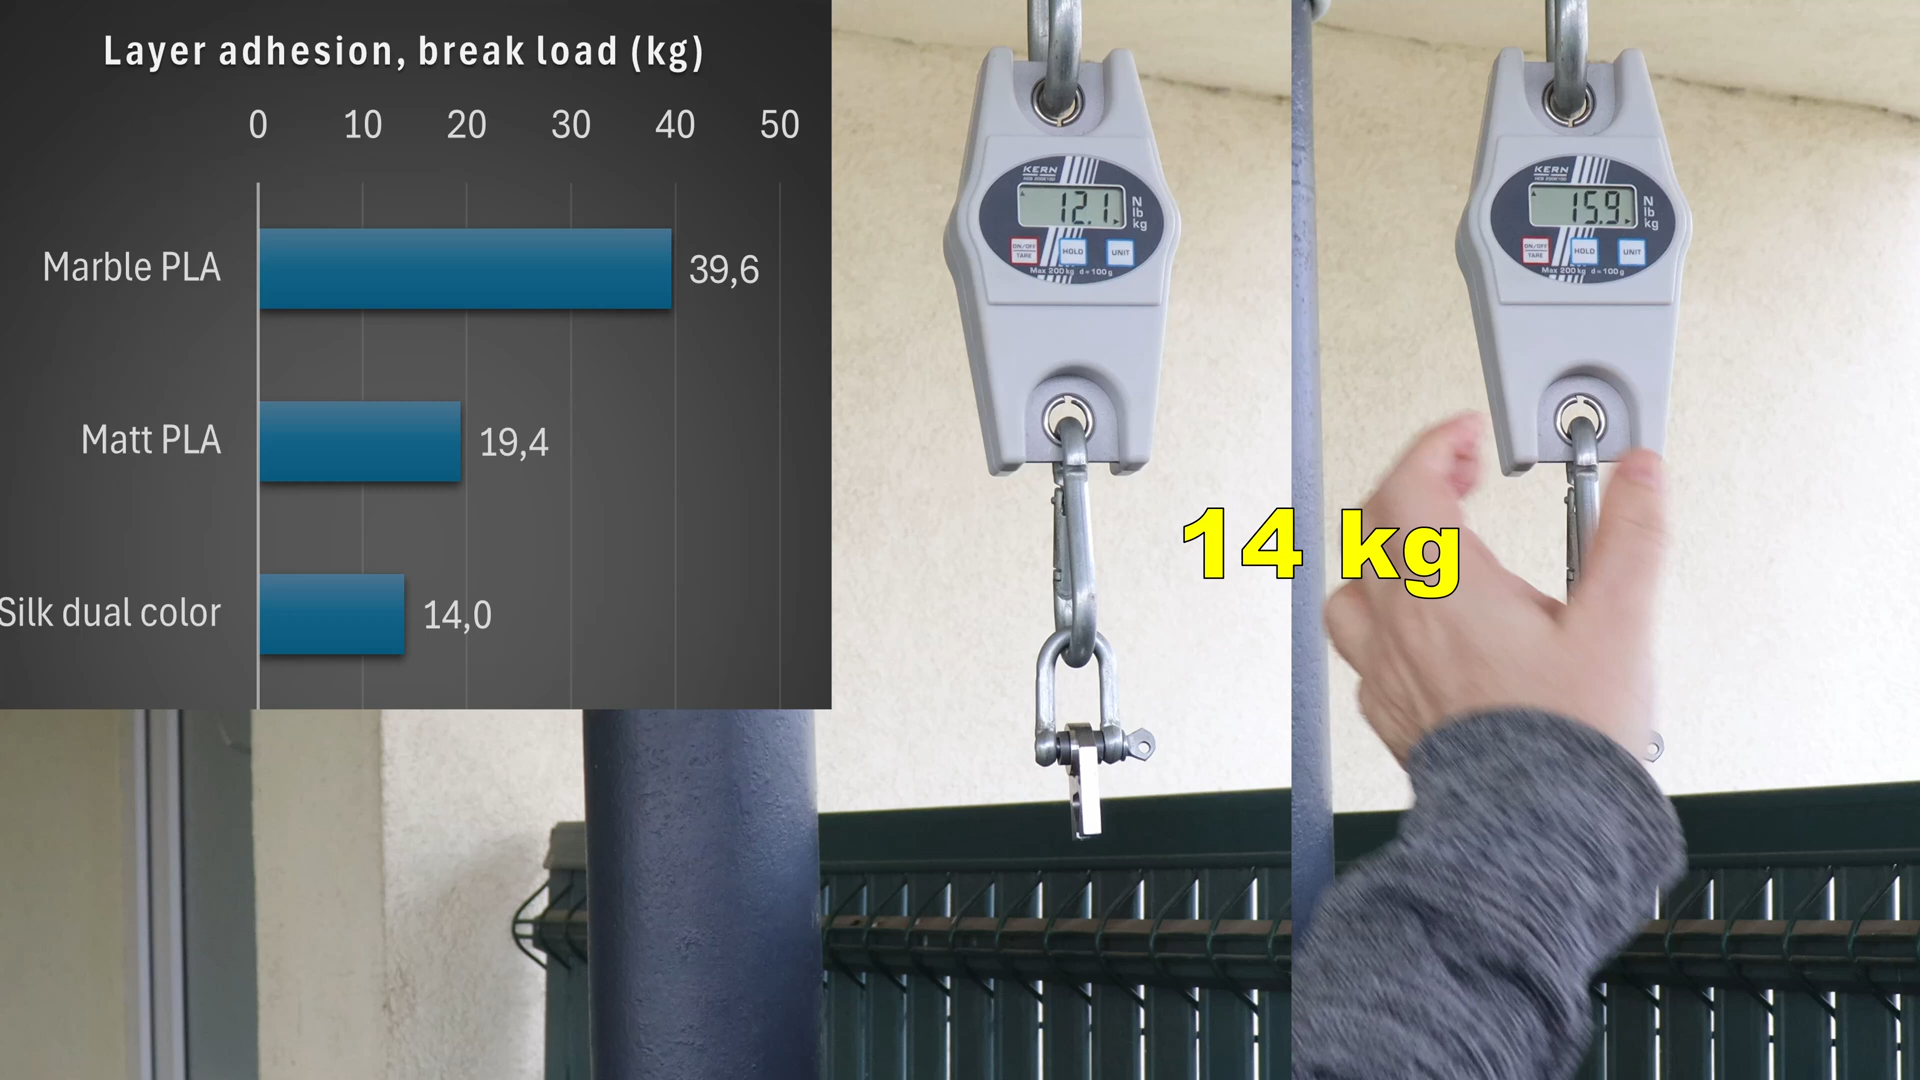 Layer adhesion, break load (kg)
0 10 20 30 40 50
Marble PLA 39,6
Matt PLA 19,4
Silk dual color 14,0
KERN
12.1
N
lb
kg
ON/OFF
TARE
HOLD
UNIT
Max 200 kg d=100g
KERN
15.9
N
lb
kg
ON/OFF
TARE
HOLD
UNIT
Max 200 kg d=100g
14 kg